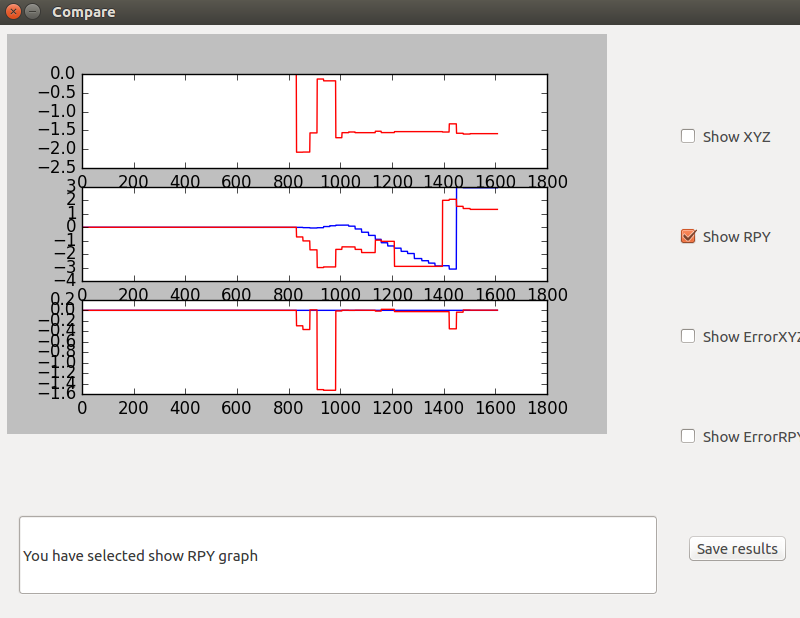 Compare
0.0
−0.5
−1.0
−1.5
−2.0
−2.5
0 200 400 600 800 1000 1200 1400 1600 1800
3
2
1
0
−1
−2
−3
−4
0 200 400 600 800 1000 1200 1400 1600 1800
0.2
0.0
−0.2
−0.4
−0.6
−0.8
−1.0
−1.2
−1.4
−1.6
0 200 400 600 800 1000 1200 1400 1600 1800
Show XYZ
Show RPY
Show ErrorXYZ
Show ErrorRPY
You have selected show RPY graph
Save results